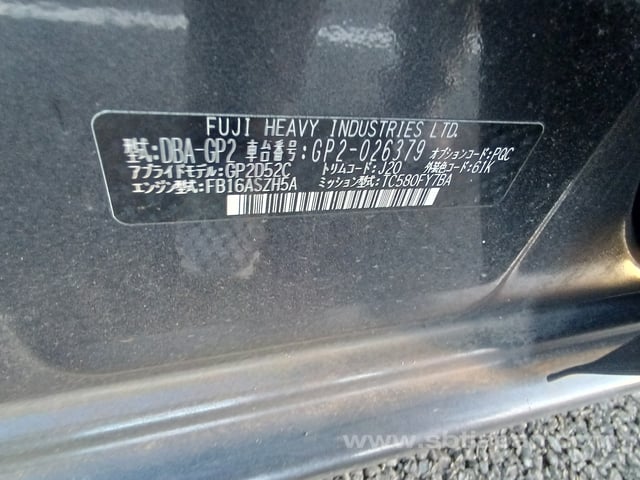 FUJI HEAVY INDUSTRIES LTD.
型式:DBA-GP2 車台番号:GP2-026379 オプションコード:PQC
アプライドモデル:GP2D52C トリムコード:J20 外装色コード:61K
エンジン型式:FB16ASZH5A ミッション型式:TC580FY7BA